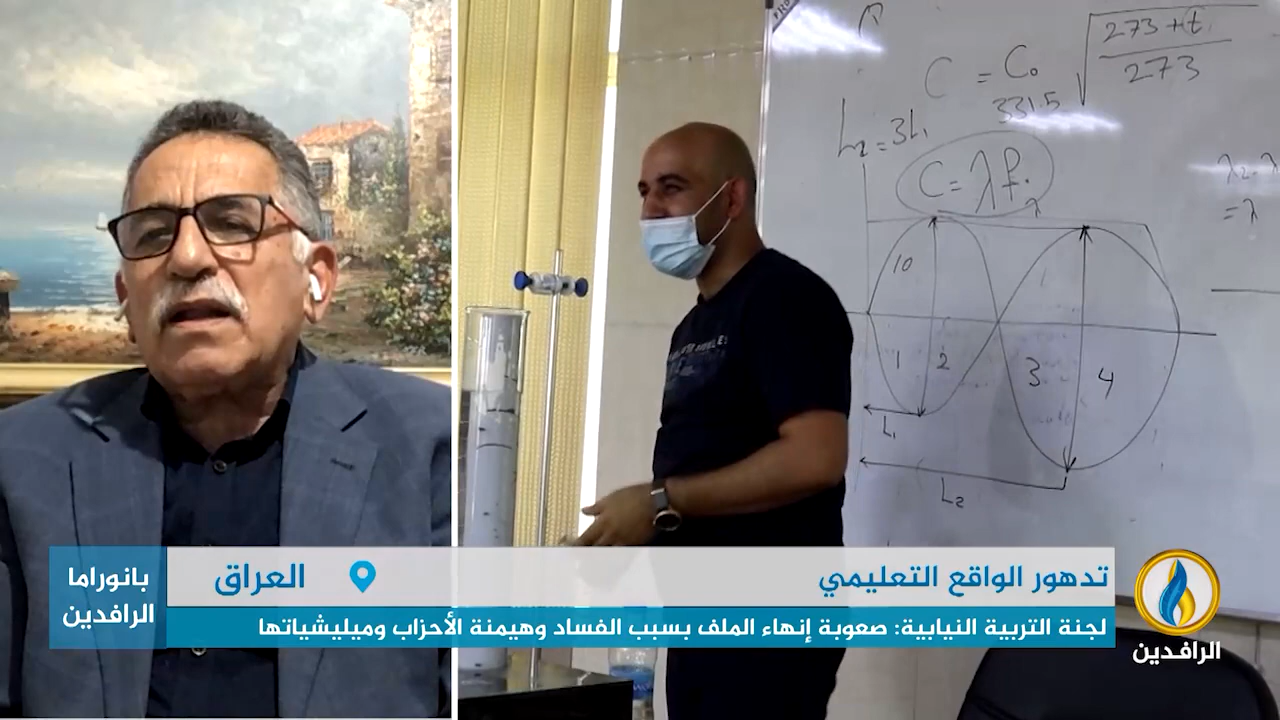 C = C₀ √(273 + t / 273)
331.5
L₂ = 3L₁
C = λ f.
λ
10
1
2
3
4
L₁
L₂
= λ
تدهور الواقع التعليمي
العراق
لجنة التربية النيابية: صعوبة إنهاء الملف بسبب الفساد وهيمنة الأحزاب وميليشياتها
بانوراما
الرافدين
الرافدين